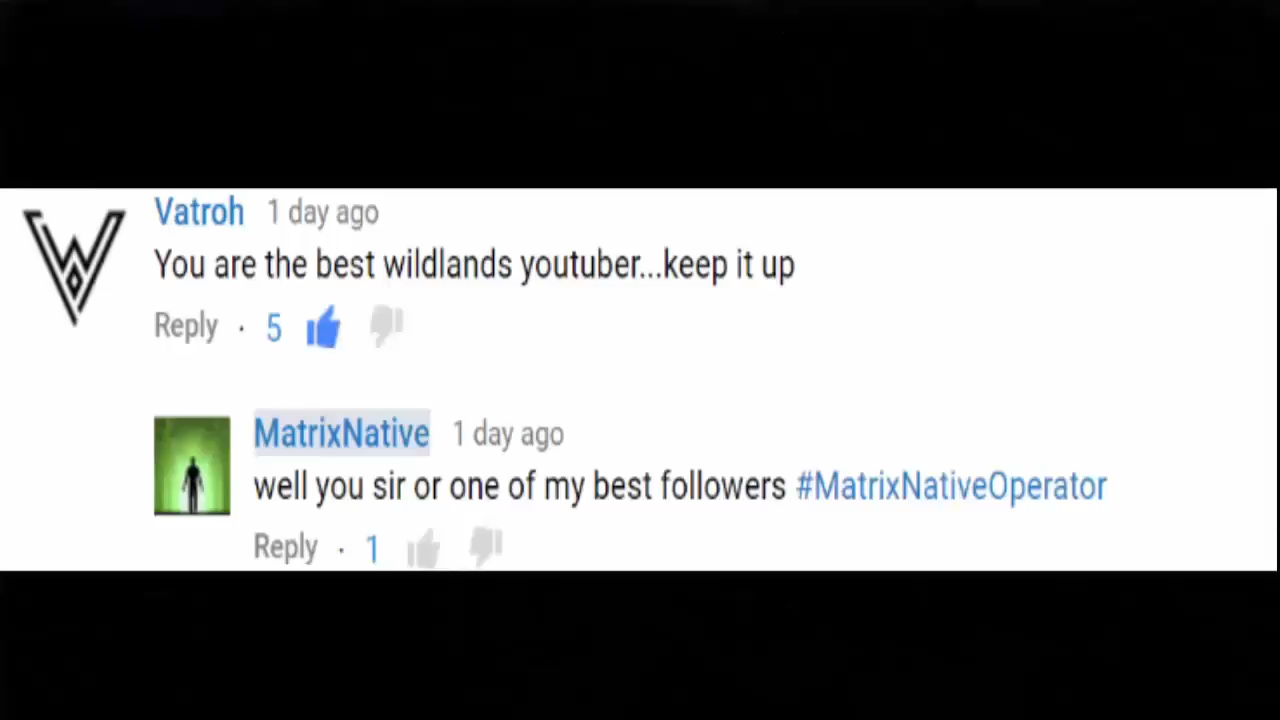 Vatroh 1 day ago
You are the best wildlands youtuber...keep it up
Reply · 5
MatrixNative 1 day ago
well you sir or one of my best followers #MatrixNativeOperator
Reply · 1